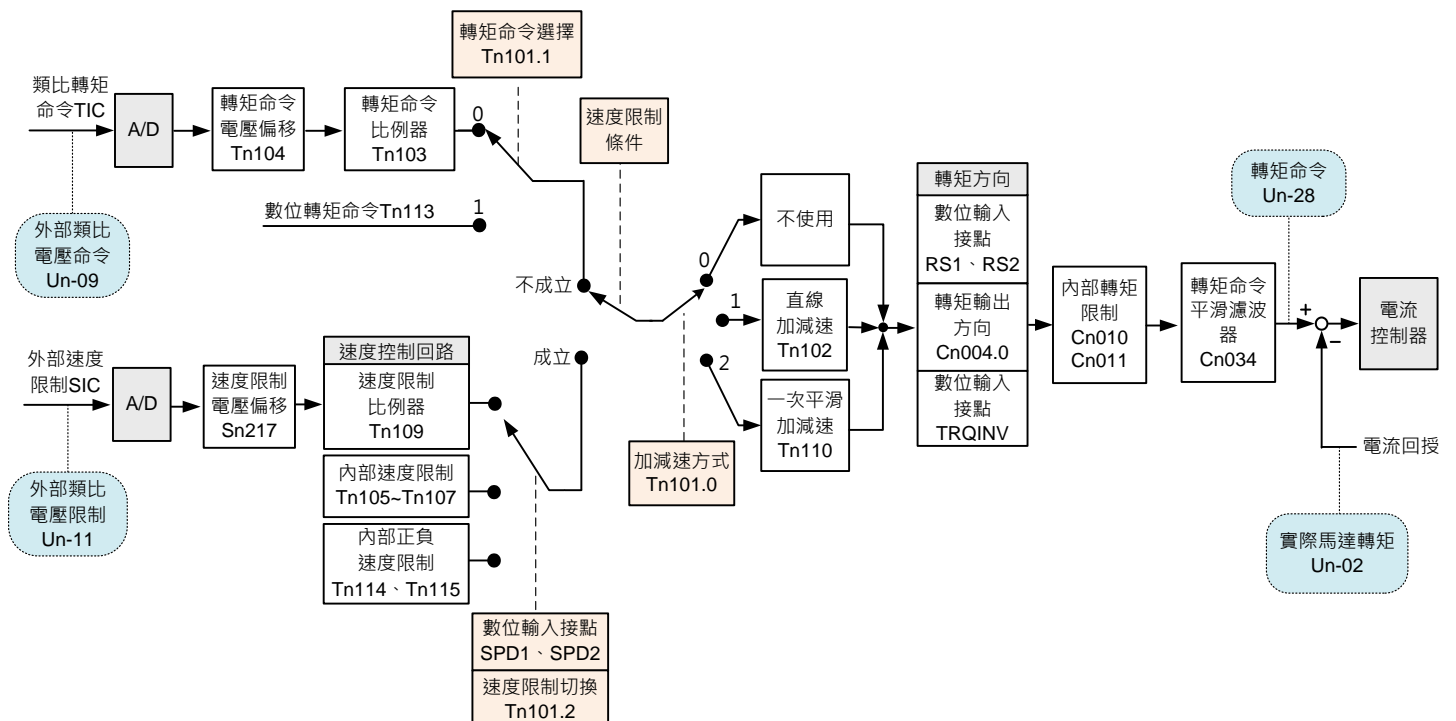 轉矩命令選擇
Tn101.1
類比轉矩
命令TIC
A/D
轉矩命令
電壓偏移
Tn104
轉矩命令
比例器
Tn103
0
速度限制
條件
數位轉矩命令Tn113
1
外部類比
電壓命令
Un-09
不成立
0
不使用
1
直線
加減速
Tn102
2
一次平滑
加減速
Tn110
加減速方式
Tn101.0
轉矩方向
數位輸入
接點
RS1、RS2
轉矩輸出
方向
Cn004.0
數位輸入
接點
TRQINV
內部轉矩
限制
Cn010
Cn011
轉矩命令
平滑濾波
器
Cn034
轉矩命令
Un-28
+
−
電流
控制器
電流回授
實際馬達轉矩
Un-02
成立
外部速度
限制SIC
A/D
速度限制
電壓偏移
Sn217
速度控制回路
速度限制
比例器
Tn109
內部速度限制
Tn105~Tn107
內部正負
速度限制
Tn114、Tn115
外部類比
電壓限制
Un-11
數位輸入接點
SPD1、SPD2
速度限制切換
Tn101.2